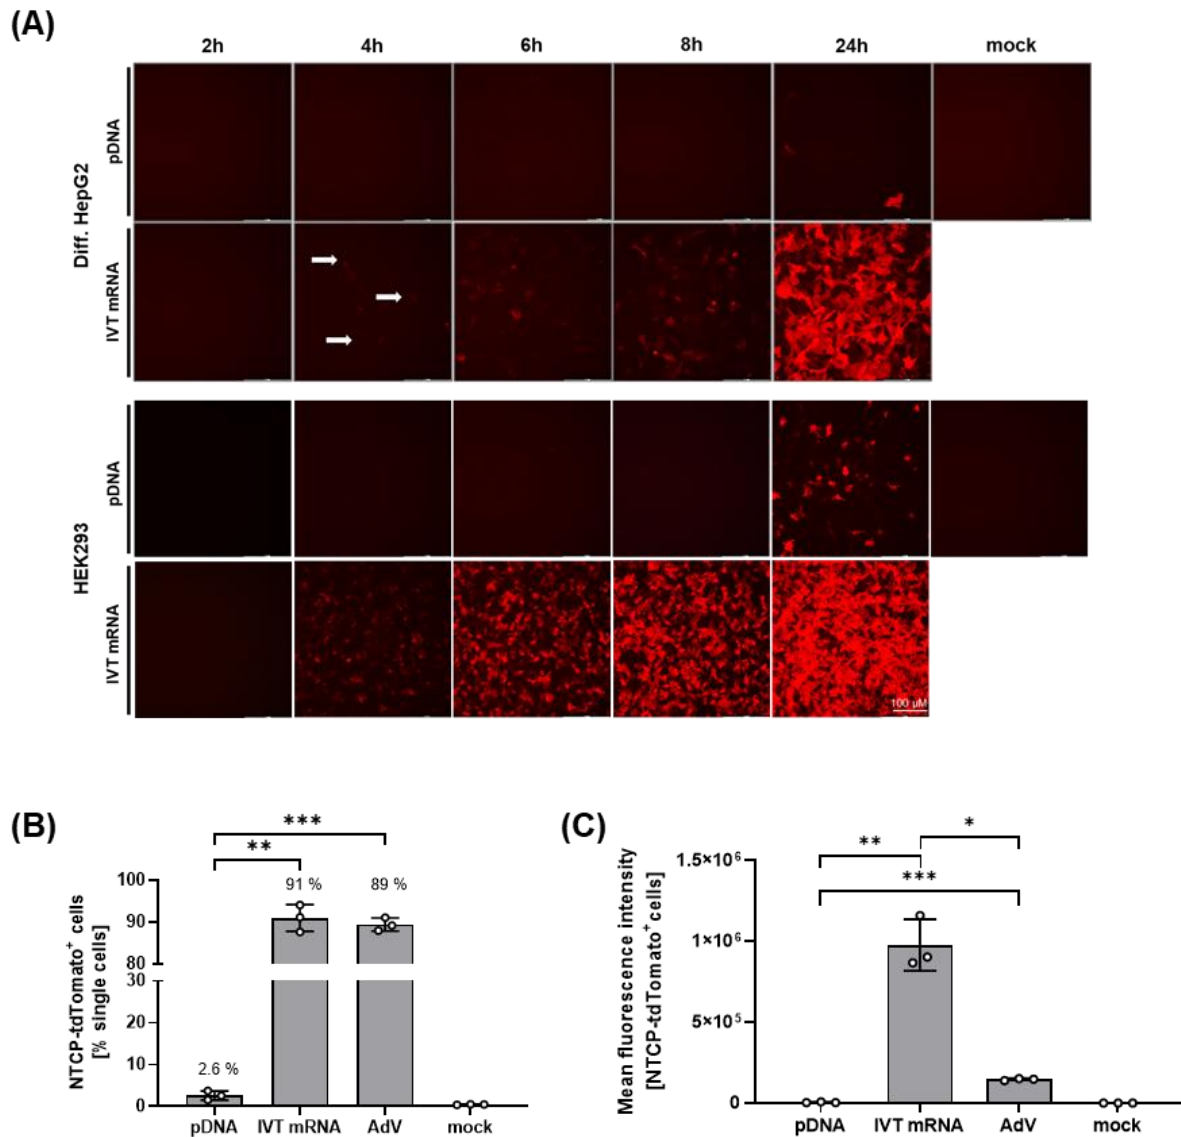 (A)
2h 4h 6h 8h 24h mock
Diff. HepG2
pDNA
IVT mRNA
HEK293
pDNA
IVT mRNA
100 µM
(B)
NTCP-tdTomato+ cells
[% single cells]
***
**
100
90
80
30
20
10
0
91 %
89 %
2.6 %
pDNA IVT mRNA AdV mock
(C)
Mean fluorescence intensity
[NTCP-tdTomato+ cells]
*
**
***
1.5×10⁶
1×10⁶
5×10⁵
0
pDNA IVT mRNA AdV mock